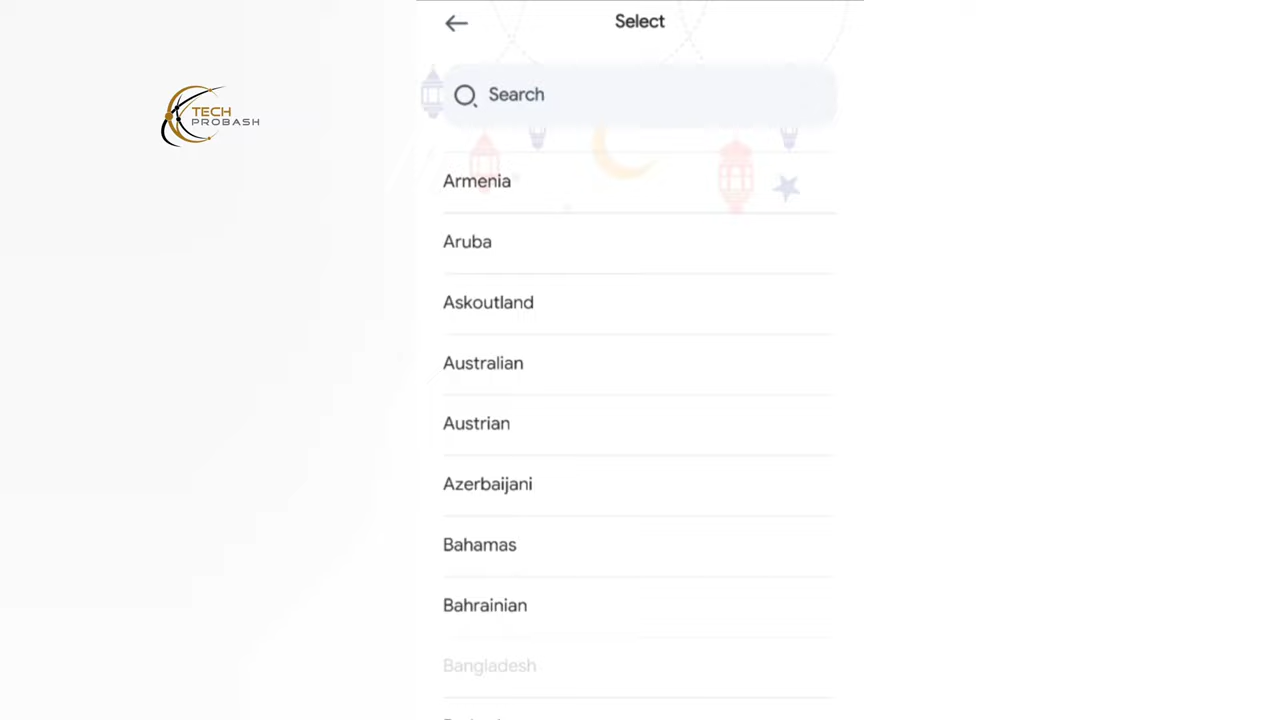 Select
TECH
PROBASH
Search
Armenia
Aruba
Askoutland
Australian
Austrian
Azerbaijani
Bahamas
Bahrainian
Bangladesh